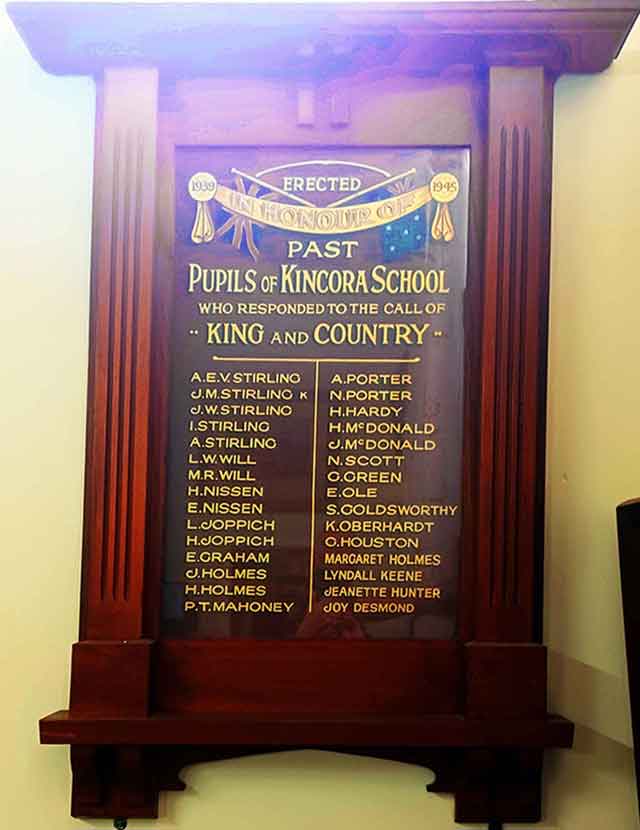 1939
1945
ERECTED
IN HONOUR OF
PAST
PUPILS OF KINCORA SCHOOL
WHO RESPONDED TO THE CALL OF
" KING AND COUNTRY "
A.E.V. STIRLING
J.M. STIRLING K
J.W. STIRLING
I. STIRLING
A. STIRLING
L.W. WILL
M.R. WILL
H. NISSEN
E. NISSEN
L. JOPPICH
H. JOPPICH
E. GRAHAM
J. HOLMES
H. HOLMES
P.T. MAHONEY
A. PORTER
N. PORTER
H. HARDY
H. McDONALD
J. McDONALD
N. SCOTT
G. GREEN
E. OLE
S. GOLDSWORTHY
K. OBERHARDT
O. HOUSTON
MARGARET HOLMES
LYNDALL KEENE
JEANETTE HUNTER
JOY DESMOND